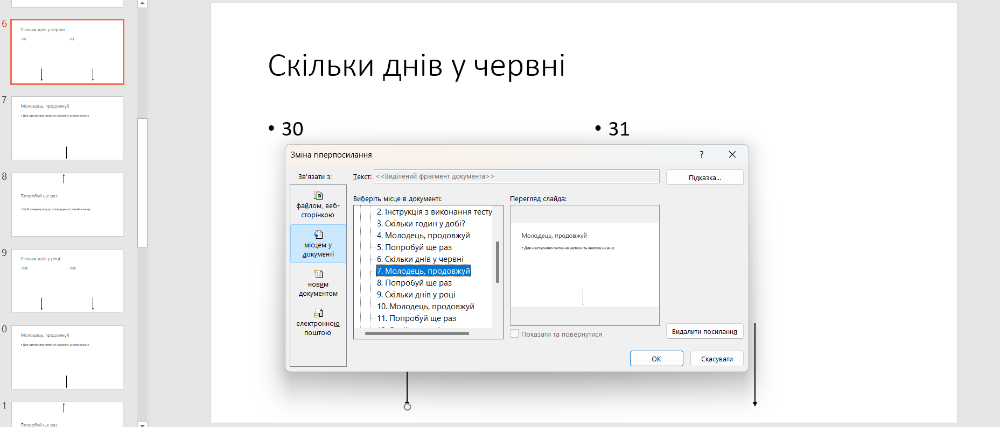 6
Скільки днів у червні
• 30
• 31
7
Молодець, продовжуй
• Для наступного питання натисніть кнопку нижче
8
Попробуй ще раз
• Щоб повернутися до попереднього тикайте вище
9
Скільки днів у році
• 356
• 365
0
Молодець, продовжуй
• Для наступного питання натисніть кнопку нижче
1
Попробуй ще раз
Скільки днів у червні
• 30
• 31
Зміна гіперпосилання
?
Зв'язати з:
Текст:
<<Виділений фрагмент документа>>
Підказка...
файлом, веб-
сторінкою
місцем у
документі
новим
документом
електронною
поштою
Виберіть місце в документі:
2. Інструкція з виконання тесту
3. Скільки годин у добі?
4. Молодець, продовжуй
5. Попробуй ще раз
6. Скільки днів у червні
7. Молодець, продовжуй
8. Попробуй ще раз
9. Скільки днів у році
10. Молодець, продовжуй
11. Попробуй ще раз
Перегляд слайда:
Молодець, продовжуй
• Для наступного питання натисніть кнопку нижче
Показати та повернутися
Видалити посилання
ОК
Скасувати